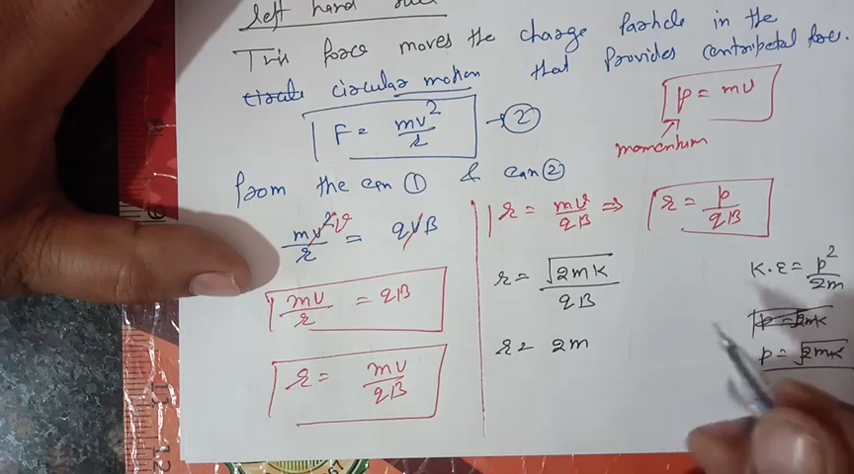 left hand rule
This force moves the charge Particle in the
circular motion that Provides centripetal force.
F = mv²/r → ②
p = mv
momentum
from the eqn ① & eqn ②
mv²/r = qvB
v
mv/r = qB
r = mv/qB
r = mv/qB ⇒ r = p/qB
r = √2mK/qB
r = 2m
K.E = p²/2m
p = 2mK
p = √2mK